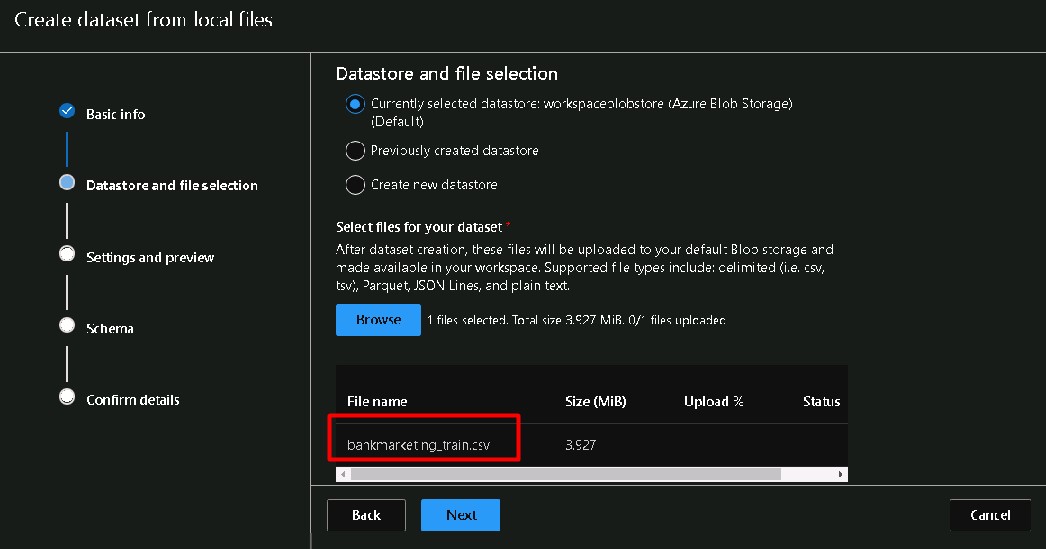 Create dataset from local files
Basic info
Datastore and file selection
Settings and preview
Schema
Confirm details
Datastore and file selection
Currently selected datastore: workspaceblobstore (Azure Blob Storage)
(Default)
Previously created datastore
Create new datastore
Select files for your dataset *
After dataset creation, these files will be uploaded to your default Blob storage and
made available in your workspace. Supported file types include: delimited (i.e. csv,
tsv), Parquet, JSON Lines, and plain text.
Browse 1 files selected. Total size 3.927 MiB. 0/1 files uploaded
File name Size (MiB) Upload % Status
bankmarketing_train.csv 3.927
Back Next Cancel